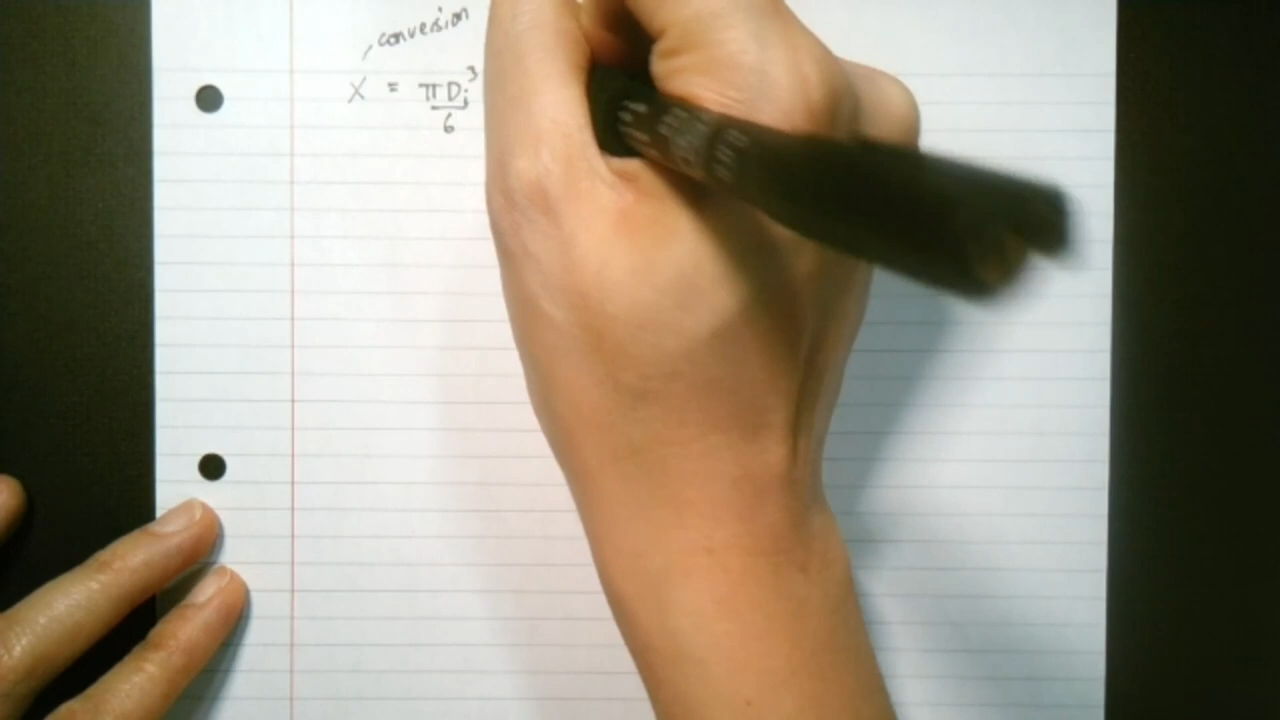 conversion
X = πDᵢ³/6